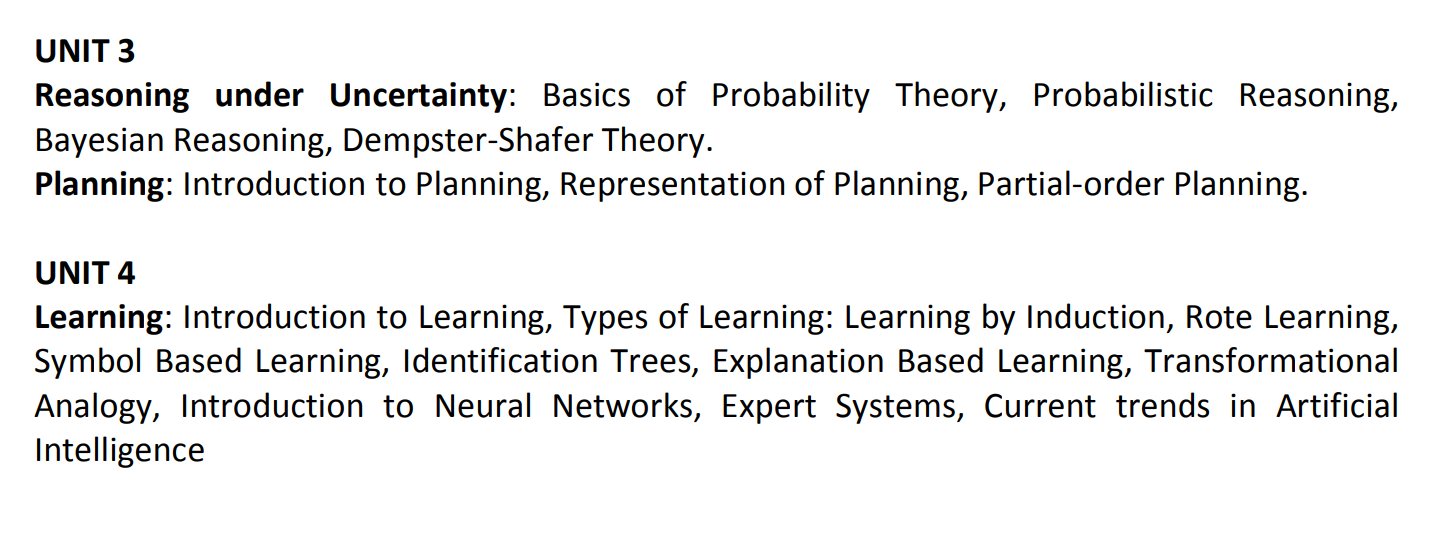 UNIT 3
Reasoning under Uncertainty: Basics of Probability Theory, Probabilistic Reasoning,
Bayesian Reasoning, Dempster-Shafer Theory.
Planning: Introduction to Planning, Representation of Planning, Partial-order Planning.
UNIT 4
Learning: Introduction to Learning, Types of Learning: Learning by Induction, Rote Learning,
Symbol Based Learning, Identification Trees, Explanation Based Learning, Transformational
Analogy, Introduction to Neural Networks, Expert Systems, Current trends in Artificial
Intelligence